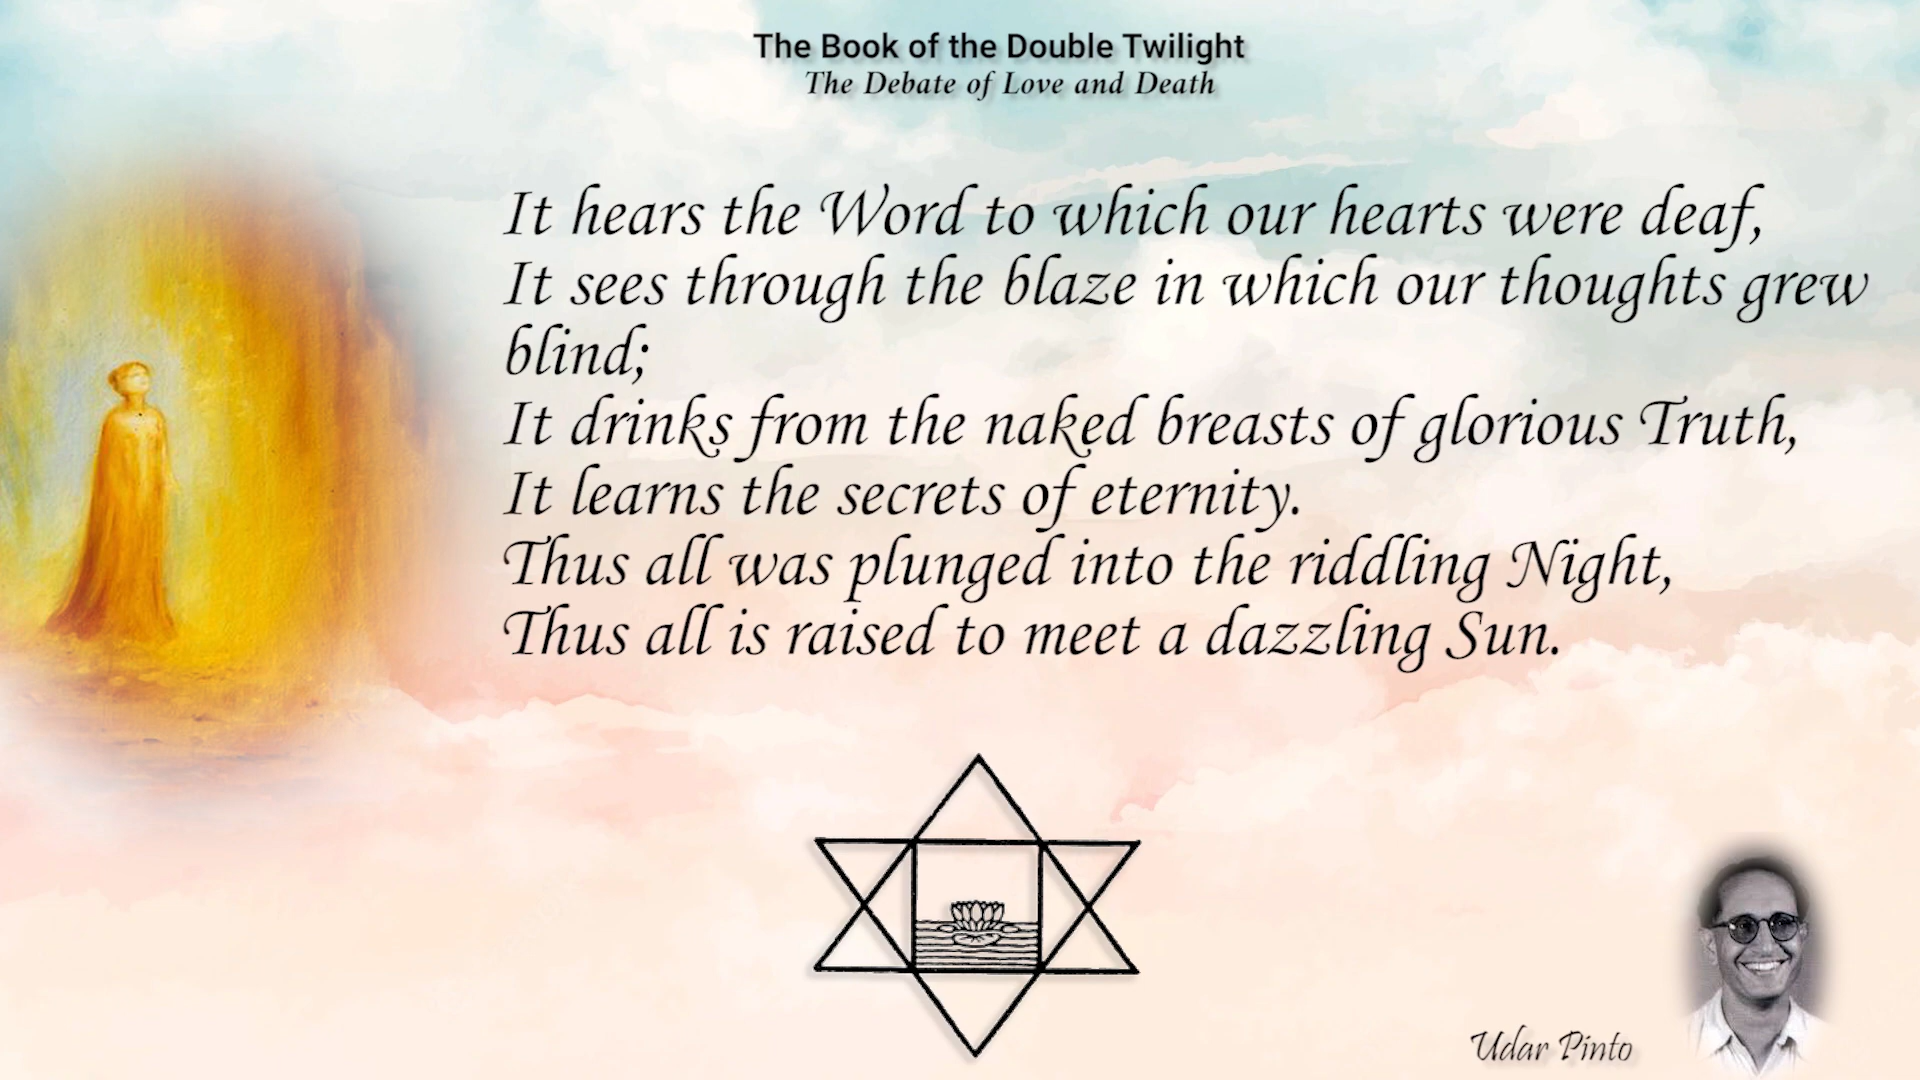 The Book of the Double Twilight
The Debate of Love and Death
It hears the Word to which our hearts were deaf,
It sees through the blaze in which our thoughts grew
blind;
It drinks from the naked breasts of glorious Truth,
It learns the secrets of eternity.
Thus all was plunged into the riddling Night,
Thus all is raised to meet a dazzling Sun.
Udar Pinto